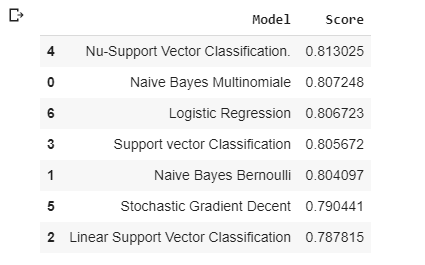 Model Score
4 Nu-Support Vector Classification. 0.813025
0 Naive Bayes Multinomiale 0.807248
6 Logistic Regression 0.806723
3 Support vector Classification 0.805672
1 Naive Bayes Bernoulli 0.804097
5 Stochastic Gradient Decent 0.790441
2 Linear Support Vector Classification 0.787815